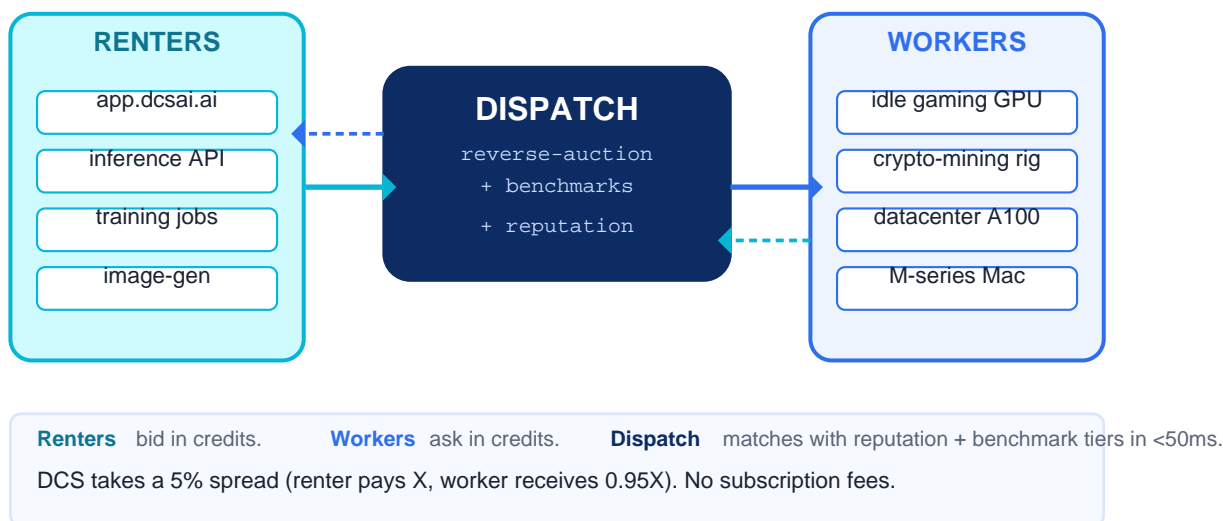 RENTERS
app.dcsai.ai
inference API
training jobs
image-gen
DISPATCH
reverse-auction
+ benchmarks
+ reputation
WORKERS
idle gaming GPU
crypto-mining rig
datacenter A100
M-series Mac
Renters bid in credits. Workers ask in credits. Dispatch matches with reputation + benchmark tiers in <50ms.
DCS takes a 5% spread (renter pays X, worker receives 0.95X). No subscription fees.